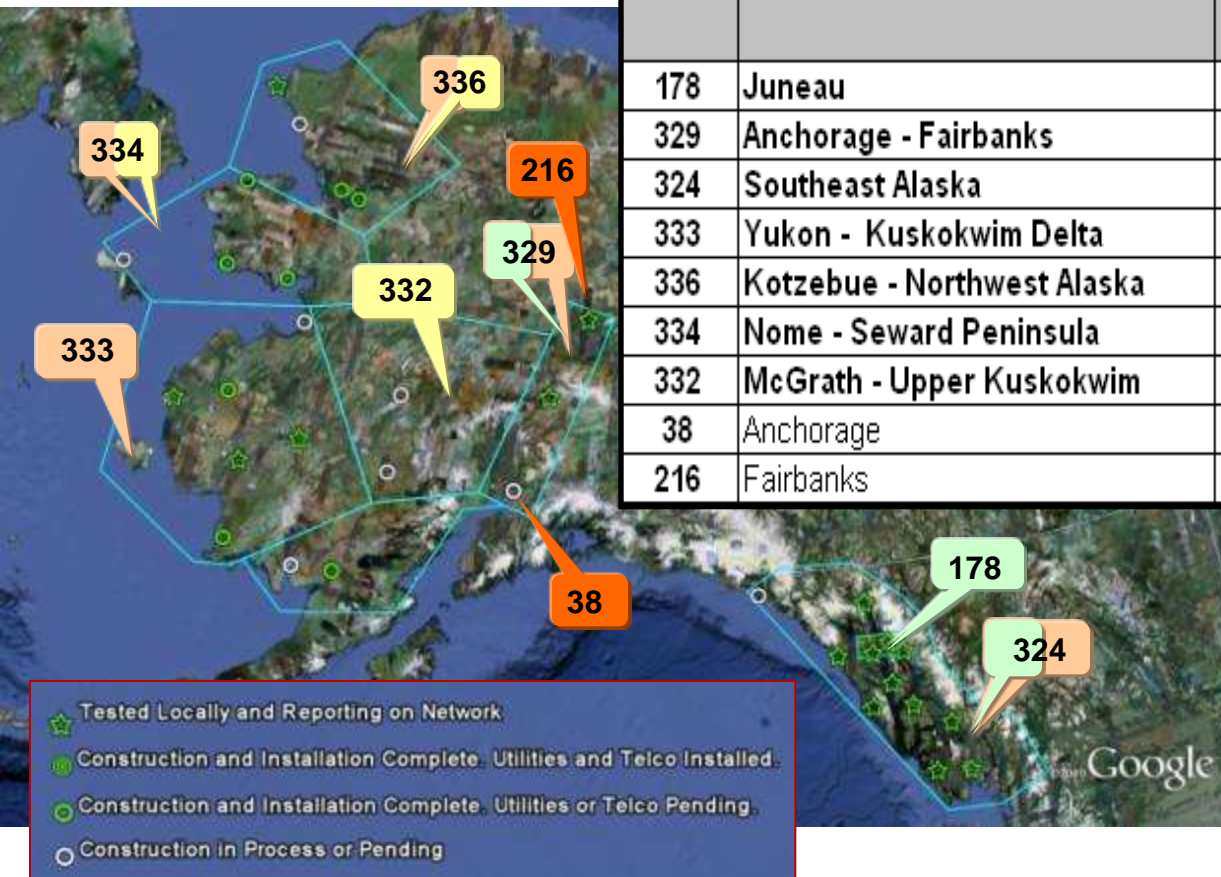 336
334
216
329
332
333
38
178
324
178 Juneau
329 Anchorage - Fairbanks
324 Southeast Alaska
333 Yukon - Kuskokwim Delta
336 Kotzebue - Northwest Alaska
334 Nome - Seward Peninsula
332 McGrath - Upper Kuskokwim
38 Anchorage
216 Fairbanks
Tested Locally and Reporting on Network
Construction and Installation Complete. Utilities and Telco Installed.
Construction and Installation Complete. Utilities or Telco Pending.
Construction in Process or Pending
Google